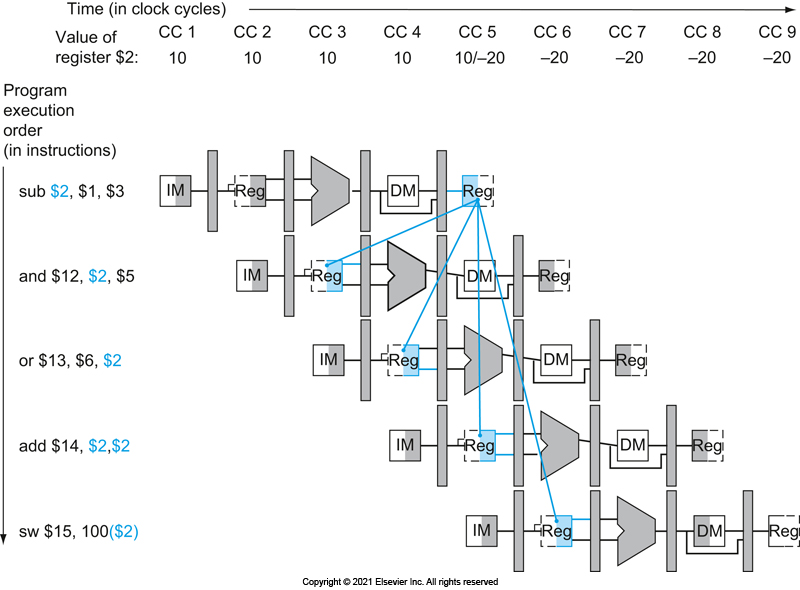 Time (in clock cycles)
Value of register $2:
CC 1 CC 2 CC 3 CC 4 CC 5 CC 6 CC 7 CC 8 CC 9
10 10 10 10 10/–20 –20 –20 –20 –20
Program
execution
order
(in instructions)
sub $2, $1, $3
IM Reg DM Reg
and $12, $2, $5
IM Reg DM Reg
or $13, $6, $2
IM Reg DM Reg
add $14, $2,$2
IM Reg DM Reg
sw $15, 100($2)
IM Reg DM Reg
Copyright © 2021 Elsevier Inc. All rights reserved